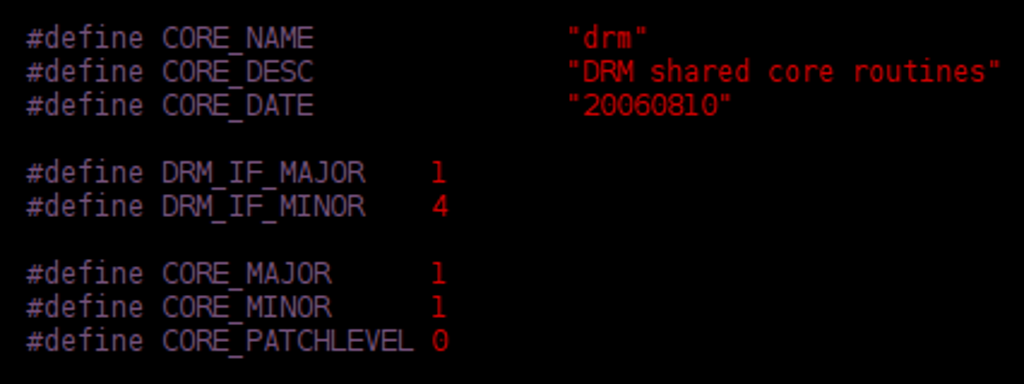 #define CORE_NAME "drm"
#define CORE_DESC "DRM shared core routines"
#define CORE_DATE "20060810"
#define DRM_IF_MAJOR 1
#define DRM_IF_MINOR 4
#define CORE_MAJOR 1
#define CORE_MINOR 1
#define CORE_PATCHLEVEL 0